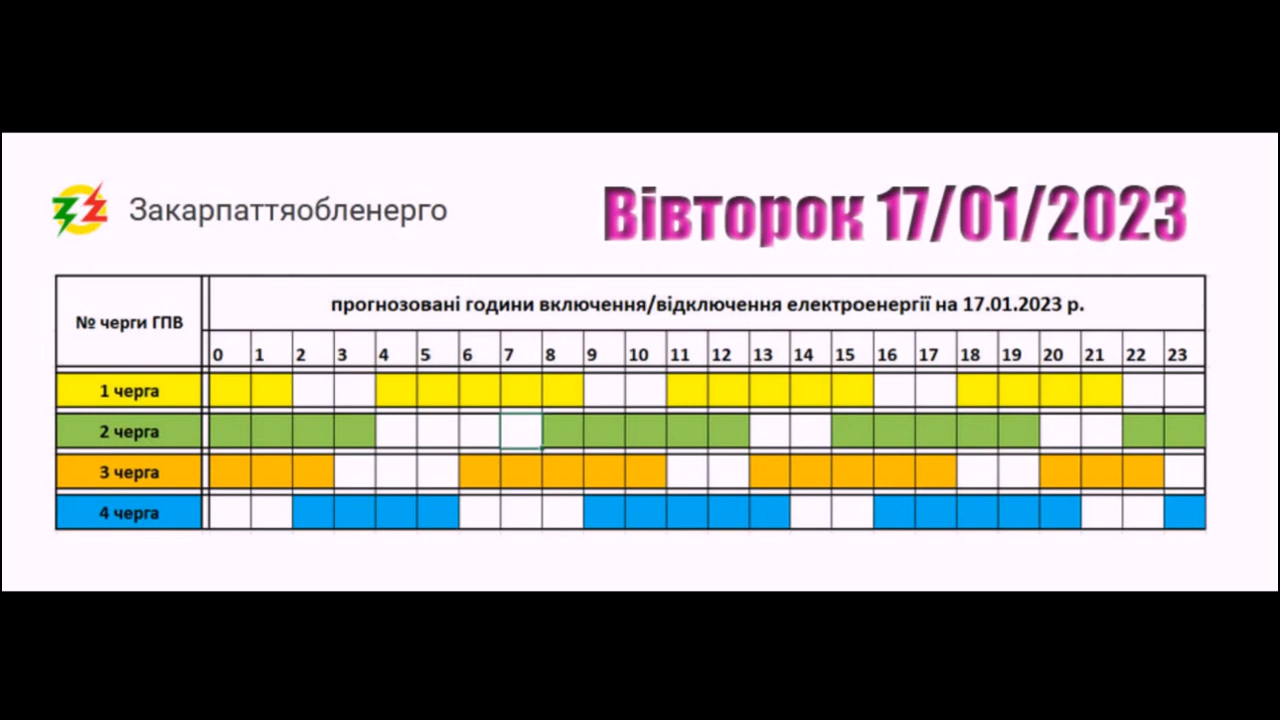 Закарпаттяобленерго
Вівторок 17/01/2023
№ черги ГПВ
прогнозовані години включення/відключення електроенергії на 17.01.2023 р.
0 1 2 3 4 5 6 7 8 9 10 11 12 13 14 15 16 17 18 19 20 21 22 23
1 черга
2 черга
3 черга
4 черга